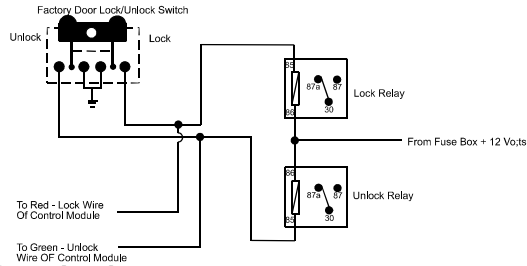 Factory Door Lock/Unlock Switch
Unlock
Lock
85
87a
87
30
86
Lock Relay
From Fuse Box + 12 Vo;ts
86
87a
87
30
85
Unlock Relay
To Red - Lock Wire
Of Control Module
To Green - Unlock
Wire OF Control Module